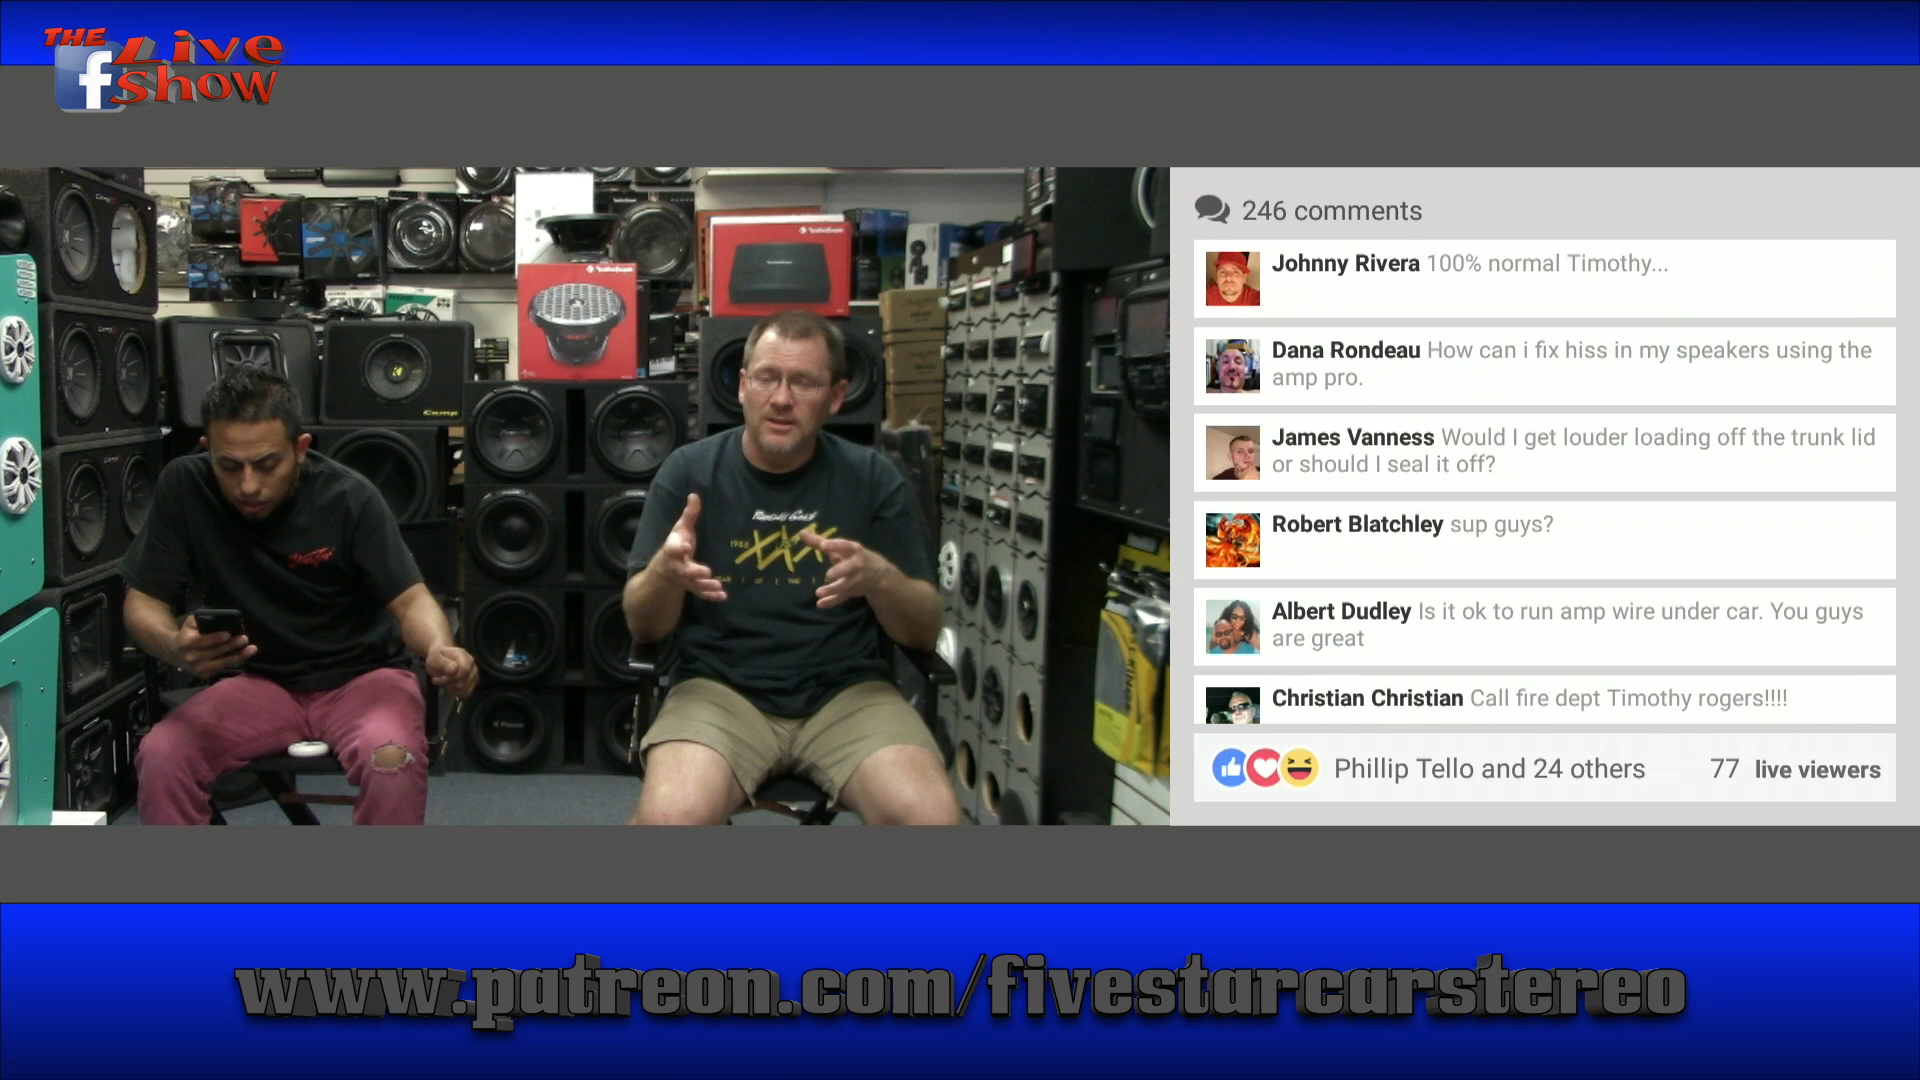 THE Live
f Show
246 comments
Johnny Rivera 100% normal Timothy...
Dana Rondeau How can i fix hiss in my speakers using the
amp pro.
James Vanness Would I get louder loading off the trunk lid
or should I seal it off?
Robert Blatchley sup guys?
Albert Dudley Is it ok to run amp wire under car. You guys
are great
Christian Christian Call fire dept Timothy rogers!!!!
Phillip Tello and 24 others 77 live viewers
XXX
www.patreon.com/fivestarcarstereo